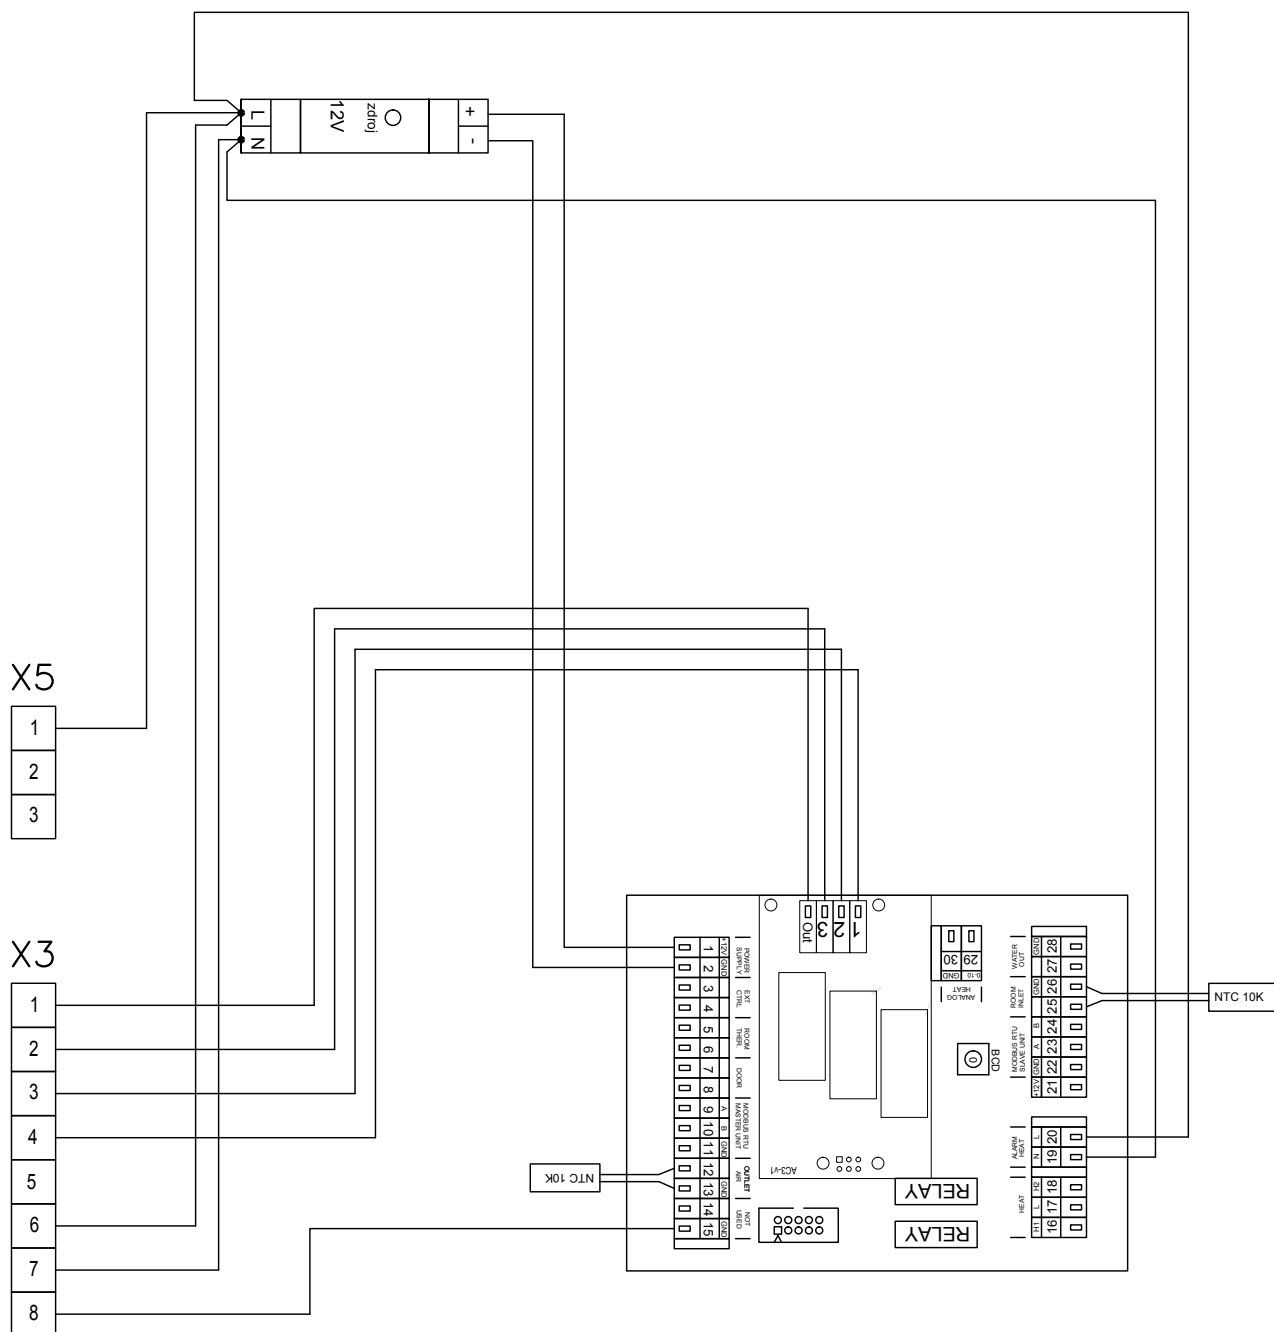 L
N
12V
zdroj
+
-
X5
1
2
3
X3
1
2
3
4
5
6
7
8
Out
3
2
1
AC3-v1
1 +12V
2 GND
POWER
SUPPLY
3
4
EXT
CTRL
5
6
ROOM
THER.
7
8
DOOR
9 A
10 B
11 GND
MODBUS RTU
MASTER UNIT
12
13 GND
OUTLET
AIR
14
15 GND
NOT
USED
NTC 10K
30 29
GND 0-10
ANALOG
HEAT
BCD
0
RELAY
RELAY
WATER
OUT
GND 28
27
ROOM
INLET
GND 26
25
MODBUS RTU
SLAVE UNIT
B 24
A 23
GND 22
+12V 21
ALARM
HEAT
L 20
N 19
HEAT
H2 18
L 17
H1 16
NTC 10K